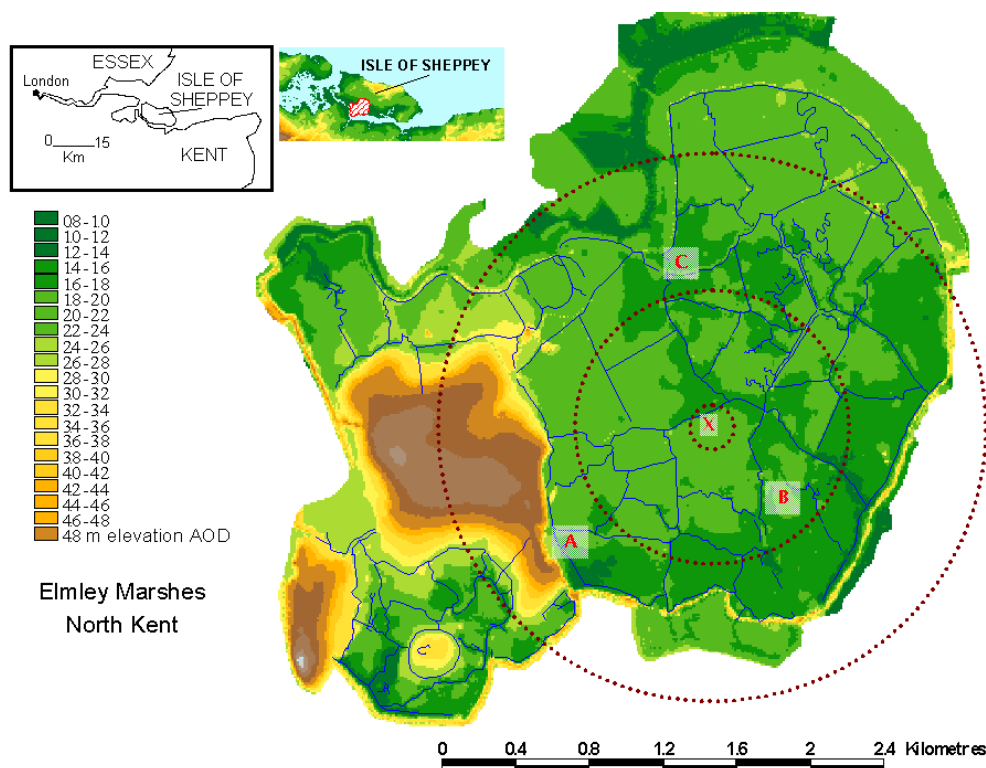 ESSEX
London
ISLE OF
SHEPPEY
0 15
Km
KENT
ISLE OF SHEPPEY
08-10
10-12
12-14
14-16
16-18
18-20
20-22
22-24
24-26
26-28
28-30
30-32
32-34
34-36
36-38
38-40
40-42
42-44
44-46
46-48
48 m elevation AOD
Elmley Marshes
North Kent
C
X
B
A
0 0.4 0.8 1.2 1.6 2 2.4 Kilometres